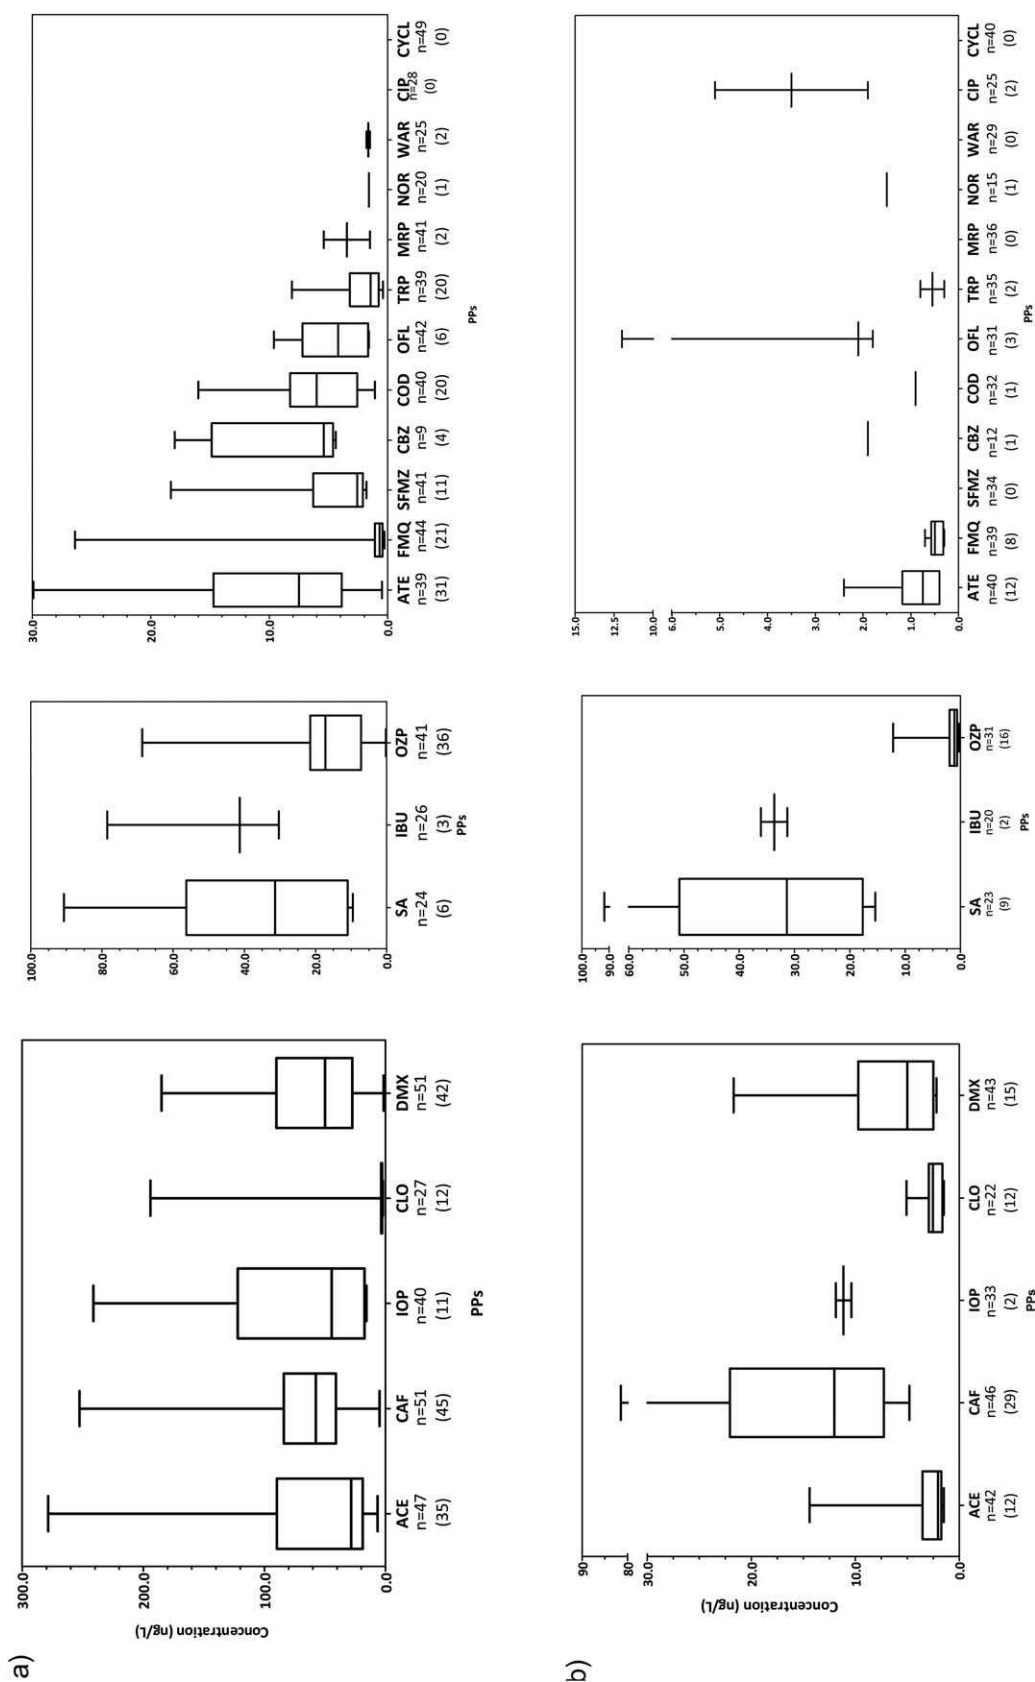 a)
Concentration (ng/L)
300.0
200.0
100.0
0.0
ACE
n=47
(35)
CAF
n=51
(45)
IOP
n=40
(11)
CLO
n=27
(12)
DMX
n=51
(42)
PPs
100.0
80.0
60.0
40.0
20.0
0.0
SA
n=24
(6)
IBU
n=26
(3)
OZP
n=41
(36)
PPs
30.0
20.0
10.0
0.0
ATE
n=39
(31)
FMQ
n=44
(21)
SFMZ
n=41
(11)
CBZ
n=9
(4)
COD
n=40
(20)
OFL
n=42
(6)
TRP
n=39
(20)
MRP
n=41
(2)
NOR
n=20
(1)
WAR
n=25
(2)
CIP
n=28
(0)
CYCL
n=49
(0)
PPs
b)
Concentration (ng/L)
90
80
30.0
20.0
10.0
0.0
ACE
n=42
(12)
CAF
n=46
(29)
IOP
n=33
(2)
CLO
n=22
(12)
DMX
n=43
(15)
PPs
100.0
90.0
60.0
50.0
40.0
30.0
20.0
10.0
0.0
SA
n=23
(9)
IBU
n=20
(2)
OZP
n=31
(16)
PPs
15.0
12.5
10.0
6.0
5.0
4.0
3.0
2.0
1.0
0.0
ATE
n=40
(12)
FMQ
n=39
(8)
SFMZ
n=34
(0)
CBZ
n=12
(1)
COD
n=32
(1)
OFL
n=31
(3)
TRP
n=35
(2)
MRP
n=36
(0)
NOR
n=15
(1)
WAR
n=29
(0)
CIP
n=25
(2)
CYCL
n=40
(0)
PPs